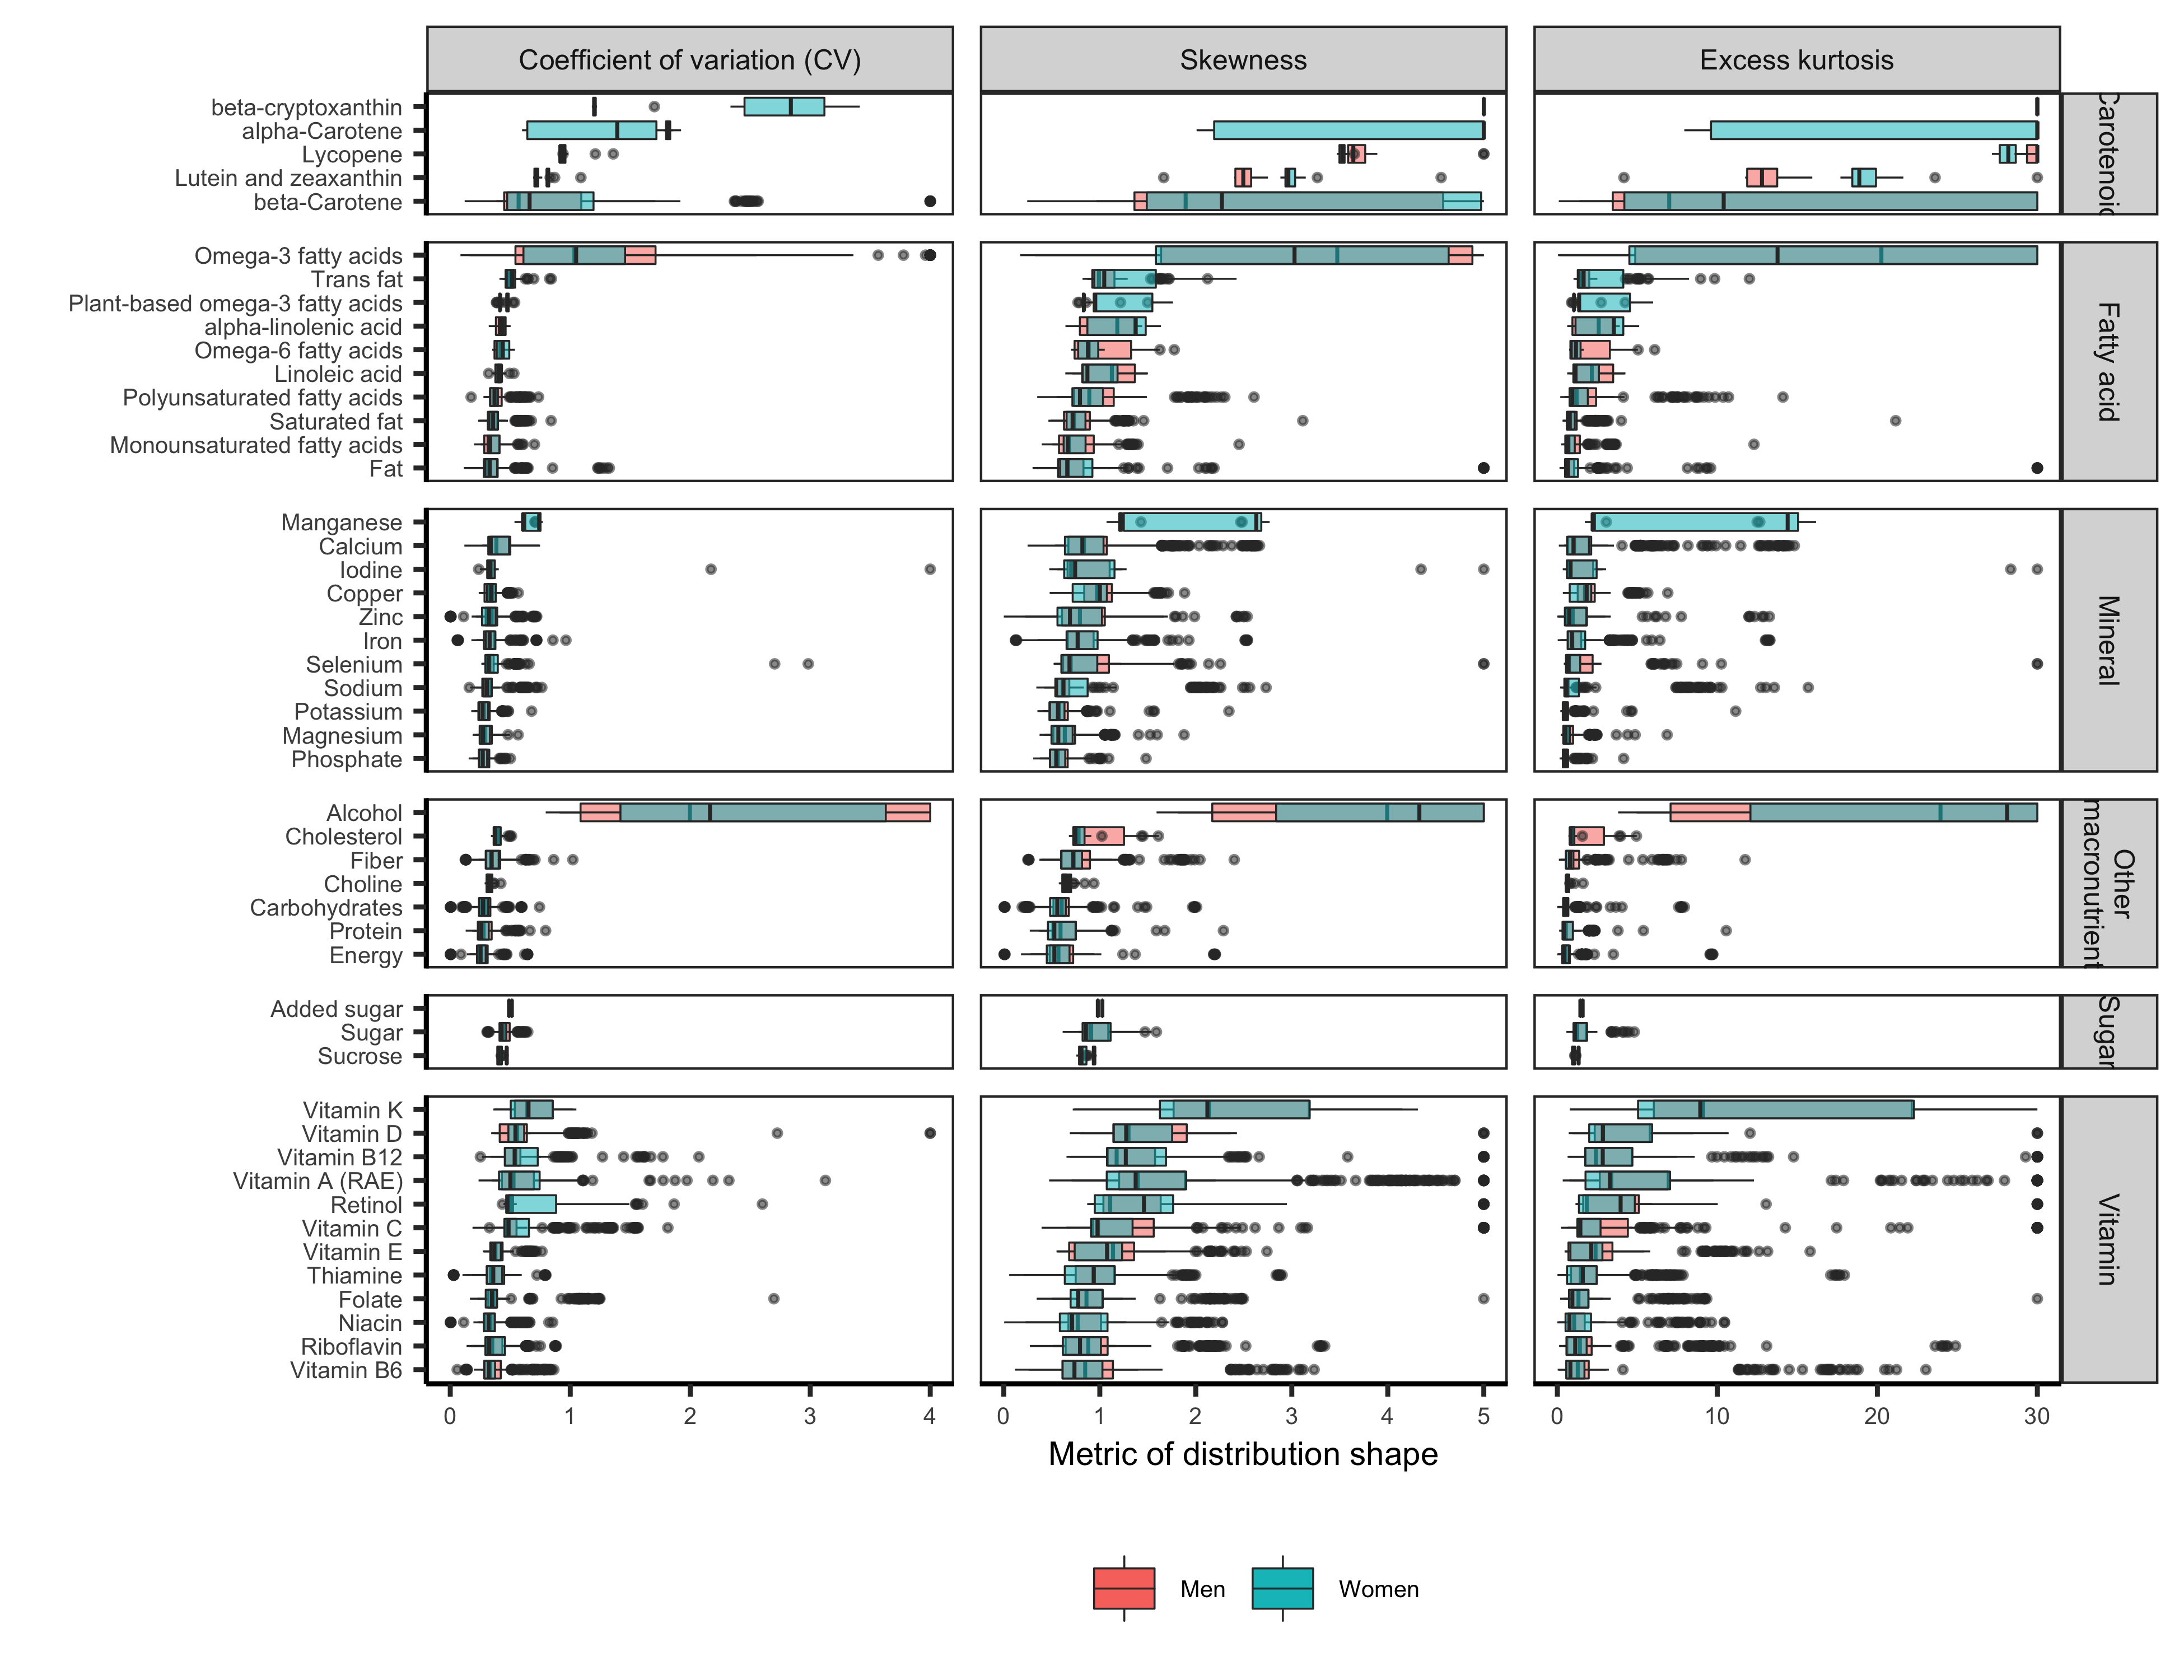 Coefficient of variation (CV)
Skewness
Excess kurtosis
beta-cryptoxanthin
alpha-Carotene
Lycopene
Lutein and zeaxanthin
beta-Carotene
Carotenoid
Omega-3 fatty acids
Trans fat
Plant-based omega-3 fatty acids
alpha-linolenic acid
Omega-6 fatty acids
Linoleic acid
Polyunsaturated fatty acids
Saturated fat
Monounsaturated fatty acids
Fat
Fatty acid
Manganese
Calcium
Iodine
Copper
Zinc
Iron
Selenium
Sodium
Potassium
Magnesium
Phosphate
Mineral
Alcohol
Cholesterol
Fiber
Choline
Carbohydrates
Protein
Energy
Other
macronutrient
Added sugar
Sugar
Sucrose
Sugar
Vitamin K
Vitamin D
Vitamin B12
Vitamin A (RAE)
Retinol
Vitamin C
Vitamin E
Thiamine
Folate
Niacin
Riboflavin
Vitamin B6
Vitamin
0 1 2 3 4
0 1 2 3 4 5
0 10 20 30
Metric of distribution shape
Men
Women